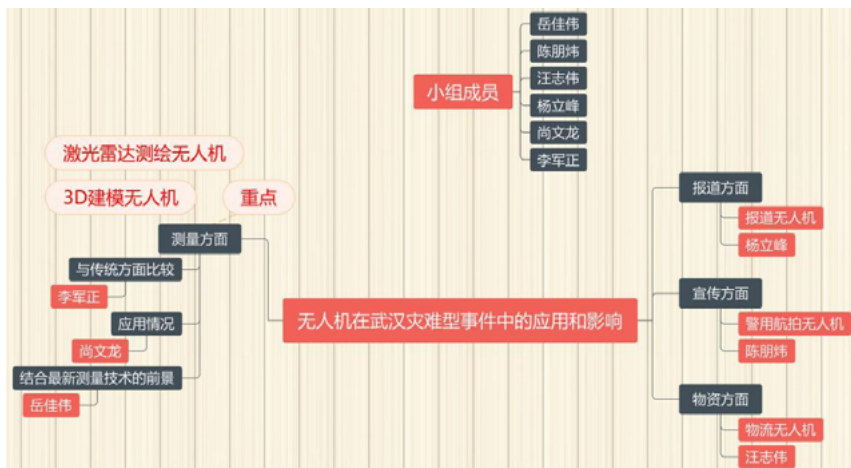 小组成员
岳佳伟
陈朋炜
汪志伟
杨立峰
尚文龙
李军正
无人机在武汉灾难型事件中的应用和影响
激光雷达测绘无人机
3D建模无人机
重点
测量方面
与传统方面比较
李军正
应用情况
尚文龙
结合最新测量技术的前景
岳佳伟
报道方面
报道无人机
杨立峰
宣传方面
警用航拍无人机
陈朋炜
物资方面
物流无人机
汪志伟